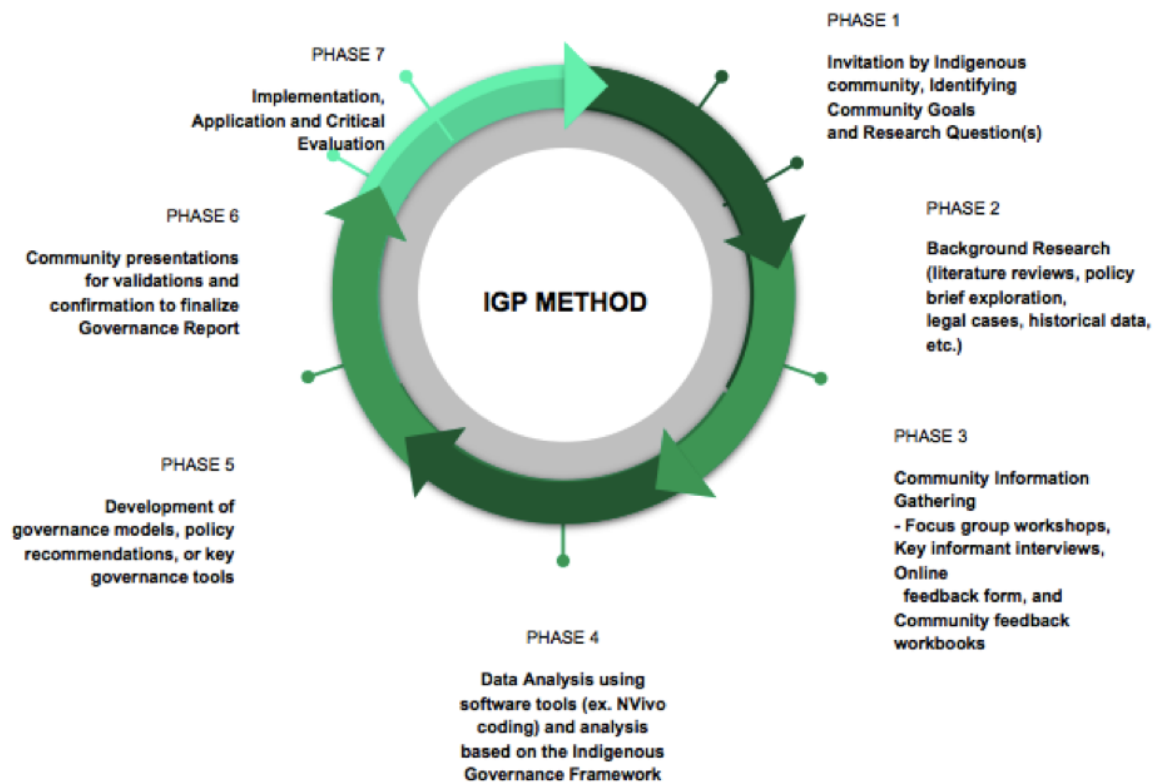 PHASE 1
Invitation by Indigenous
community, Identifying
Community Goals
and Research Question(s)
PHASE 2
Background Research
(literature reviews, policy
brief exploration,
legal cases, historical data,
etc.)
PHASE 3
Community Information
Gathering
- Focus group workshops,
Key informant interviews,
Online
feedback form, and
Community feedback
workbooks
PHASE 4
Data Analysis using
software tools (ex. NVivo
coding) and analysis
based on the Indigenous
Governance Framework
PHASE 5
Development of
governance models, policy
recommendations, or key
governance tools
PHASE 6
Community presentations
for validations and
confirmation to finalize
Governance Report
PHASE 7
Implementation,
Application and Critical
Evaluation
IGP METHOD